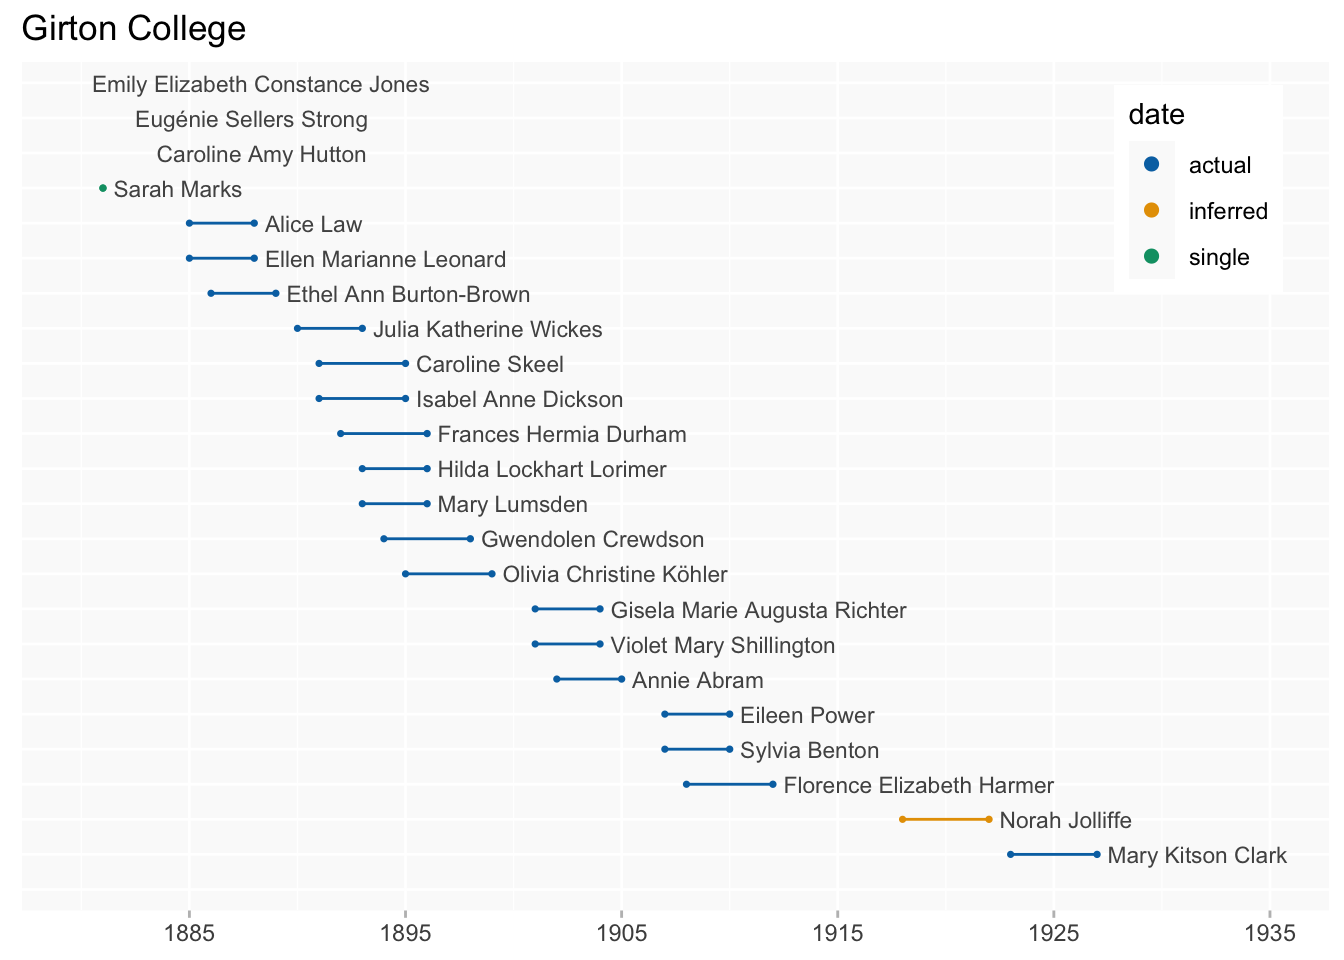 Girton College
Emily Elizabeth Constance Jones
Eugénie Sellers Strong
Caroline Amy Hutton
Sarah Marks
Alice Law
Ellen Marianne Leonard
Ethel Ann Burton-Brown
Julia Katherine Wickes
Caroline Skeel
Isabel Anne Dickson
Frances Hermia Durham
Hilda Lockhart Lorimer
Mary Lumsden
Gwendolen Crewdson
Olivia Christine Köhler
Gisela Marie Augusta Richter
Violet Mary Shillington
Annie Abram
Eileen Power
Sylvia Benton
Florence Elizabeth Harmer
Norah Jolliffe
Mary Kitson Clark
date
actual
inferred
single
1885 1895 1905 1915 1925 1935